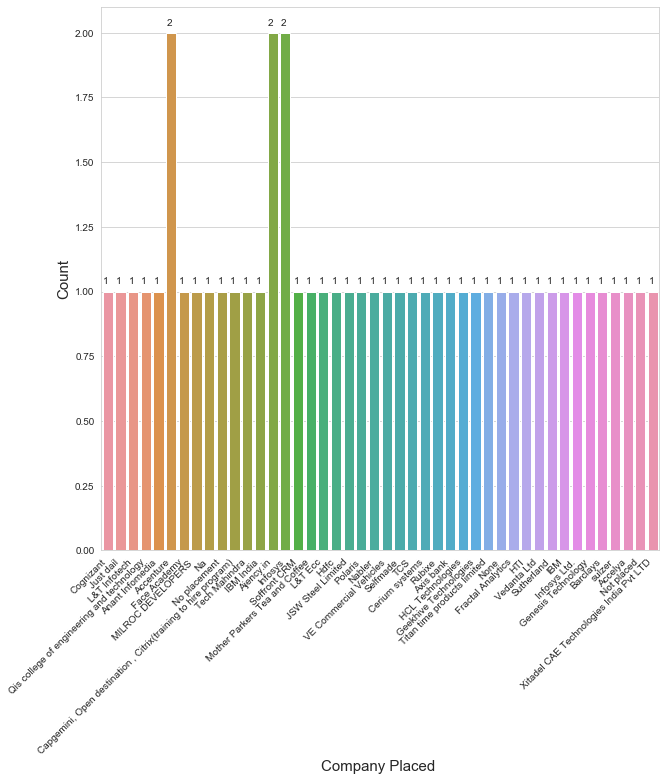 2 2 2
2.00
1.75
1.50
1.25
1 1 1 1 1 1 1 1 1 1 1 1 1 1 1 1 1 1 1 1 1 1 1 1 1 1 1 1 1 1 1 1 1 1 1 1 1 1 1 1 1
1.00
0.75
0.50
0.25
0.00
Count
Cognizant
Just dail
L&T Infotech
Qis college of engineering and technology
Anant Infomedia
Accenture
Face Academy
MILROC DEVELOPERS
Na
No placement
Capgemini, Open destination , Citrix(training to hire program)
Tech Mahindra
IBM India
Ajency in
Infosys
Soffront CRM
Mother Parkers Tea and Coffee
L&T Ecc
Hdfc
JSW Steel Limited
Polaris
Nabler
VE Commercial Vehicles
Selfmade
TCS
Cerium systems
Rubixe
Axis bank
HCL Technologies
Geekhive Technologies
Titan time products limited
None
Fractal Analytics
HTI
Vedanta Ltd
Sutherland
IBM
Infosys Ltd
Genesis Technology
Barclays
sulzer
Accelya
Not placed
Xitadel CAE Technologies India Pvt LTD
Company Placed